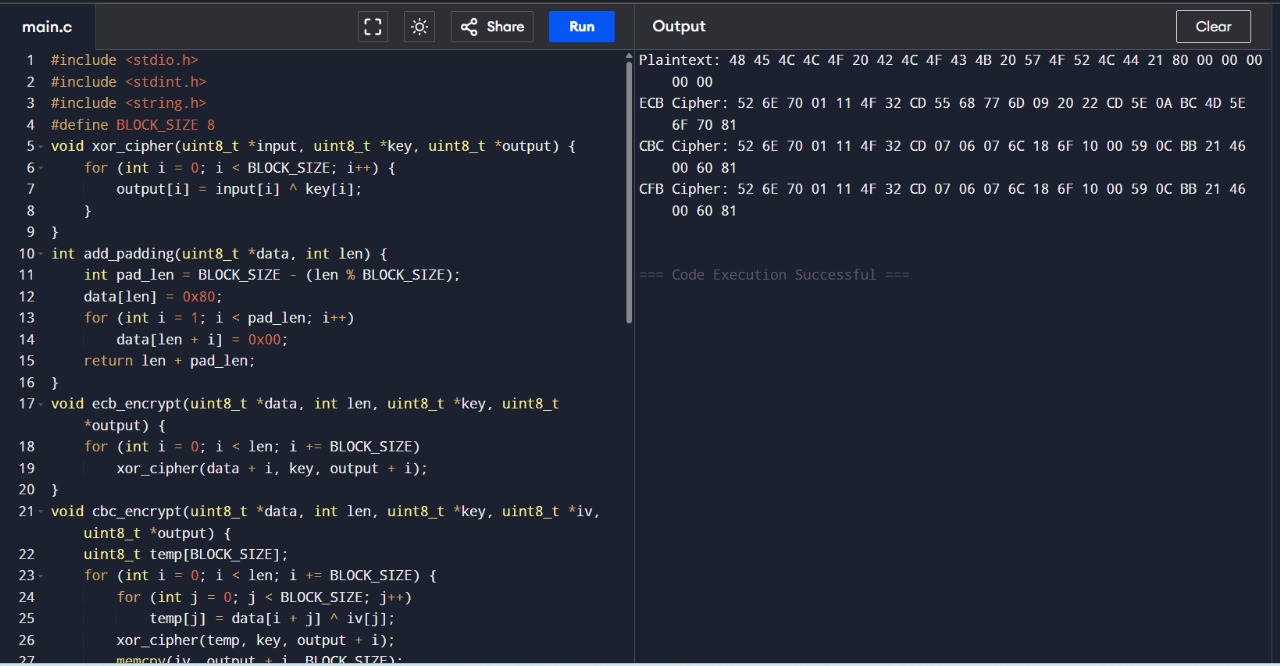 main.c
Share
Run
Output
Clear
1 #include <stdio.h>
2 #include <stdint.h>
3 #include <string.h>
4 #define BLOCK_SIZE 8
5 void xor_cipher(uint8_t *input, uint8_t *key, uint8_t *output) {
6 for (int i = 0; i < BLOCK_SIZE; i++) {
7 output[i] = input[i] ^ key[i];
8 }
9 }
10 int add_padding(uint8_t *data, int len) {
11 int pad_len = BLOCK_SIZE - (len % BLOCK_SIZE);
12 data[len] = 0x80;
13 for (int i = 1; i < pad_len; i++)
14 data[len + i] = 0x00;
15 return len + pad_len;
16 }
17 void ecb_encrypt(uint8_t *data, int len, uint8_t *key, uint8_t
*output) {
18 for (int i = 0; i < len; i += BLOCK_SIZE)
19 xor_cipher(data + i, key, output + i);
20 }
21 void cbc_encrypt(uint8_t *data, int len, uint8_t *key, uint8_t *iv,
uint8_t *output) {
22 uint8_t temp[BLOCK_SIZE];
23 for (int i = 0; i < len; i += BLOCK_SIZE) {
24 for (int j = 0; j < BLOCK_SIZE; j++)
25 temp[j] = data[i + j] ^ iv[j];
26 xor_cipher(temp, key, output + i);
27 memcpy(iv, output + i, BLOCK_SIZE);
Plaintext: 48 45 4C 4C 4F 20 42 4C 4F 43 4B 20 57 4F 52 4C 44 21 80 00 00 00
00 00
ECB Cipher: 52 6E 70 01 11 4F 32 CD 55 68 77 6D 09 20 22 CD 5E 0A BC 4D 5E
6F 70 81
CBC Cipher: 52 6E 70 01 11 4F 32 CD 07 06 07 6C 18 6F 10 00 59 0C BB 21 46
00 60 81
CFB Cipher: 52 6E 70 01 11 4F 32 CD 07 06 07 6C 18 6F 10 00 59 0C BB 21 46
00 60 81
=== Code Execution Successful ===